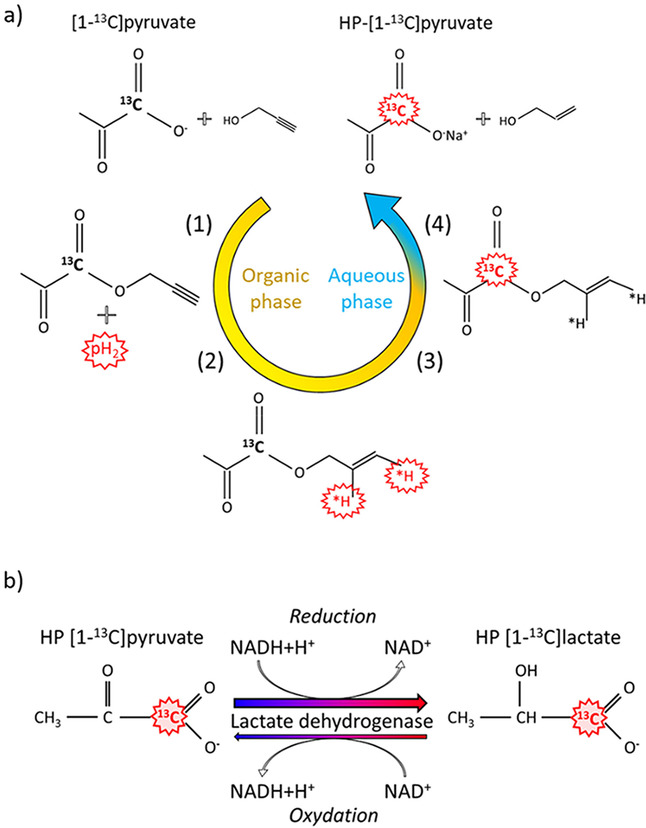 a)
[1-¹³C]pyruvate
HP-[1-¹³C]pyruvate
O
O
¹³C
¹³C
O⁻
+
HO
O⁻Na⁺
+
HO
O
O
(1)
(4)
O
O
¹³C
Organic
phase
Aqueous
phase
¹³C
O
O
*H
O
+
O
*H
pH₂
(2)
(3)
O
¹³C
O
*H
*H
O
b)
Reduction
HP [1-¹³C]pyruvate
HP [1-¹³C]lactate
NADH+H⁺
NAD⁺
O
OH
O
O
CH₃
C
¹³C
Lactate dehydrogenase
CH₃
CH
¹³C
O⁻
O⁻
NADH+H⁺
NAD⁺
Oxydation